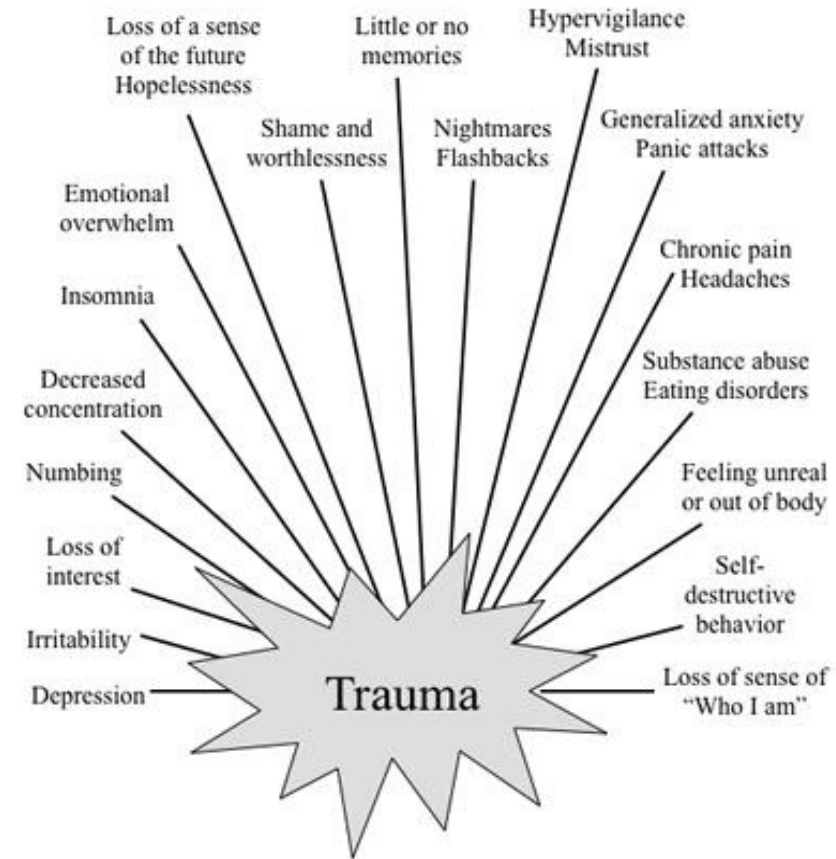 Loss of a sense
of the future
Hopelessness
Little or no
memories
Hypervigilance
Mistrust
Shame and
worthlessness
Nightmares
Flashbacks
Generalized anxiety
Panic attacks
Emotional
overwhelm
Chronic pain
Headaches
Insomnia
Substance abuse
Eating disorders
Decreased
concentration
Numbing
Feeling unreal
or out of body
Loss of
interest
Self-
destructive
behavior
Irritability
Depression
Trauma
Loss of sense of
“Who I am”